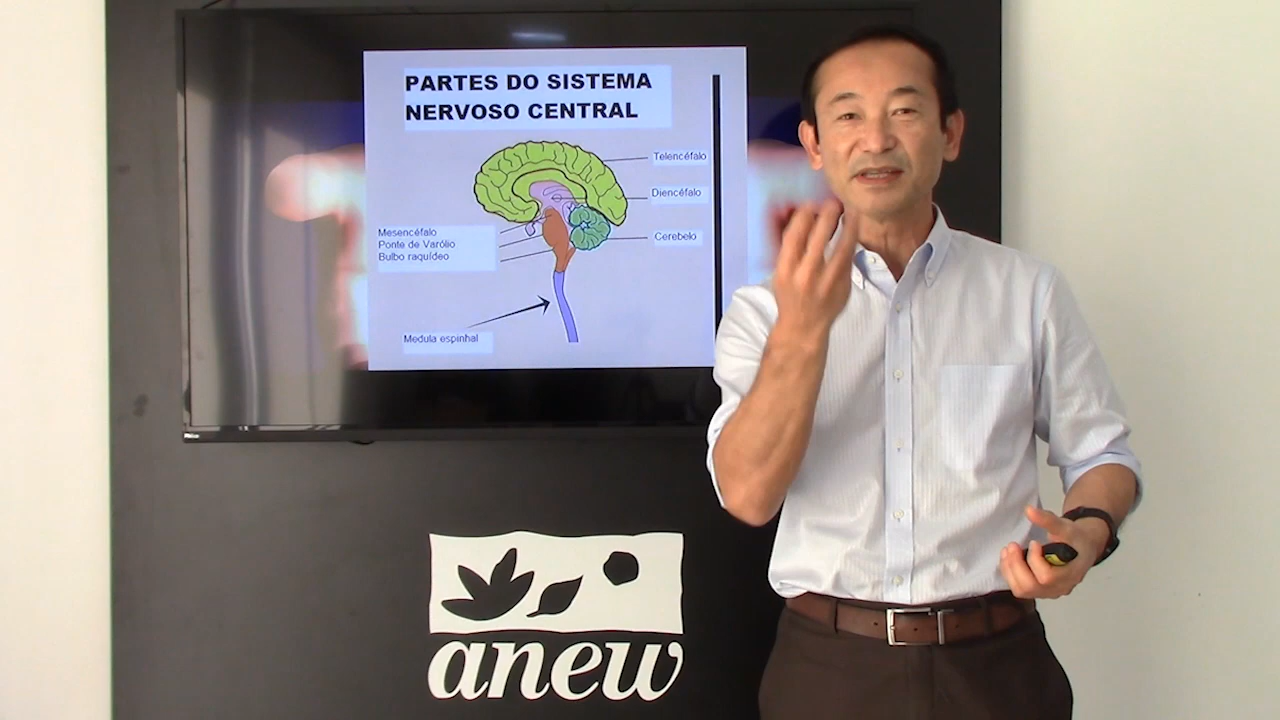 PARTES DO SISTEMA
NERVOSO CENTRAL
Telencéfalo
Diencéfalo
Mesencéfalo
Ponte de Varólio
Bulbo raquídeo
Cerebelo
Medula espinhal
anew